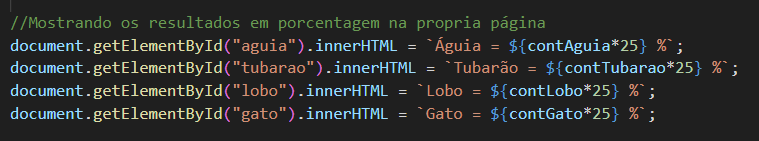 //Mostrando os resultados em porcentagem na propria página
document.getElementById("aguia").innerHTML = `Águia = ${contAguia*25} %`;
document.getElementById("tubarao").innerHTML = `Tubarão = ${contTubarao*25} %`;
document.getElementById("lobo").innerHTML = `Lobo = ${contLobo*25} %`;
document.getElementById("gato").innerHTML = `Gato = ${contGato*25} %`;